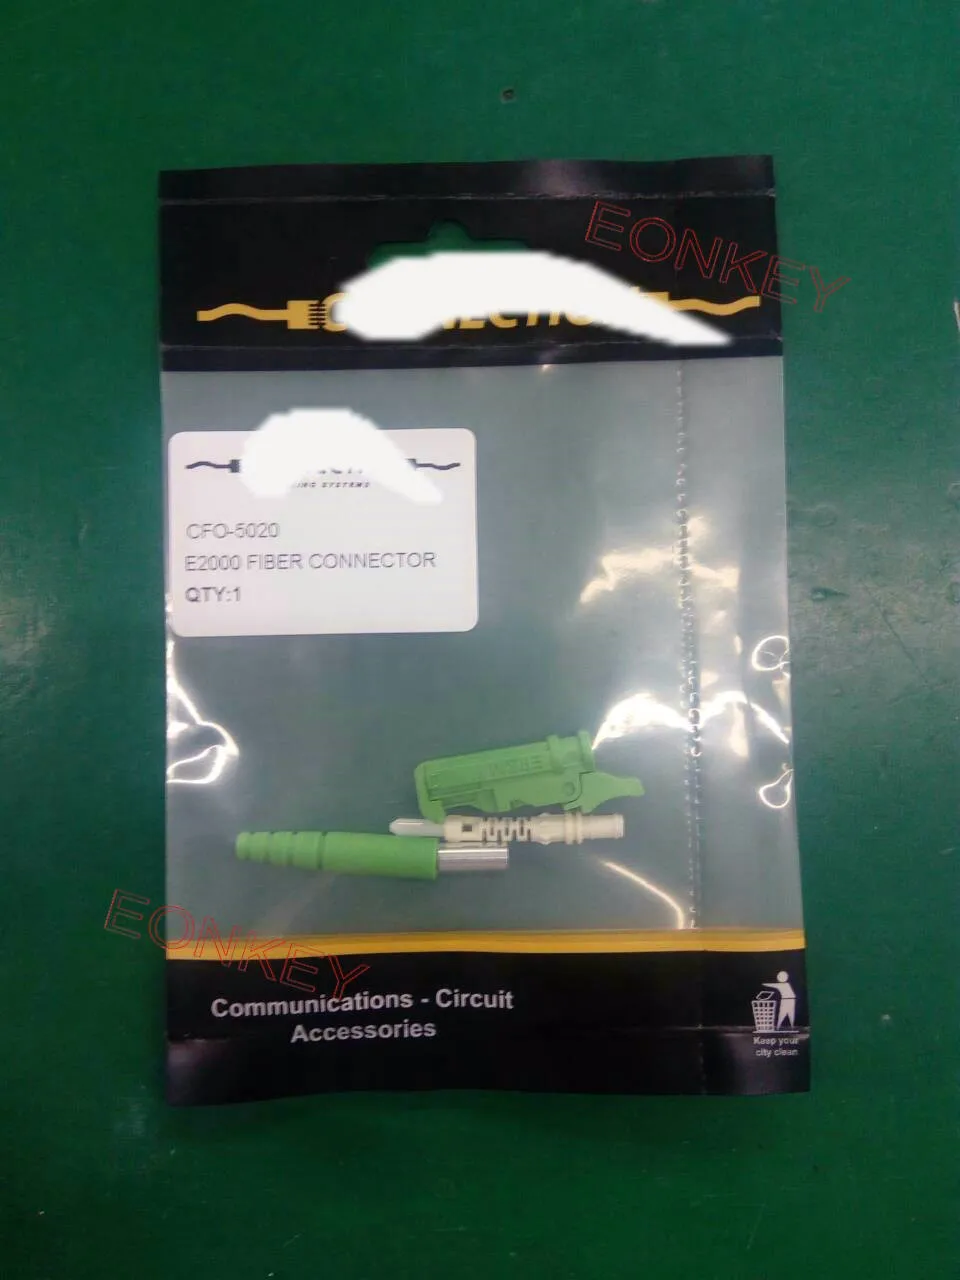 EONKEY
CFO-5020
E2000 FIBER CONNECTOR
QTY:1
EONKEY
Communications - Circuit
Accessories
Keep your
city clean